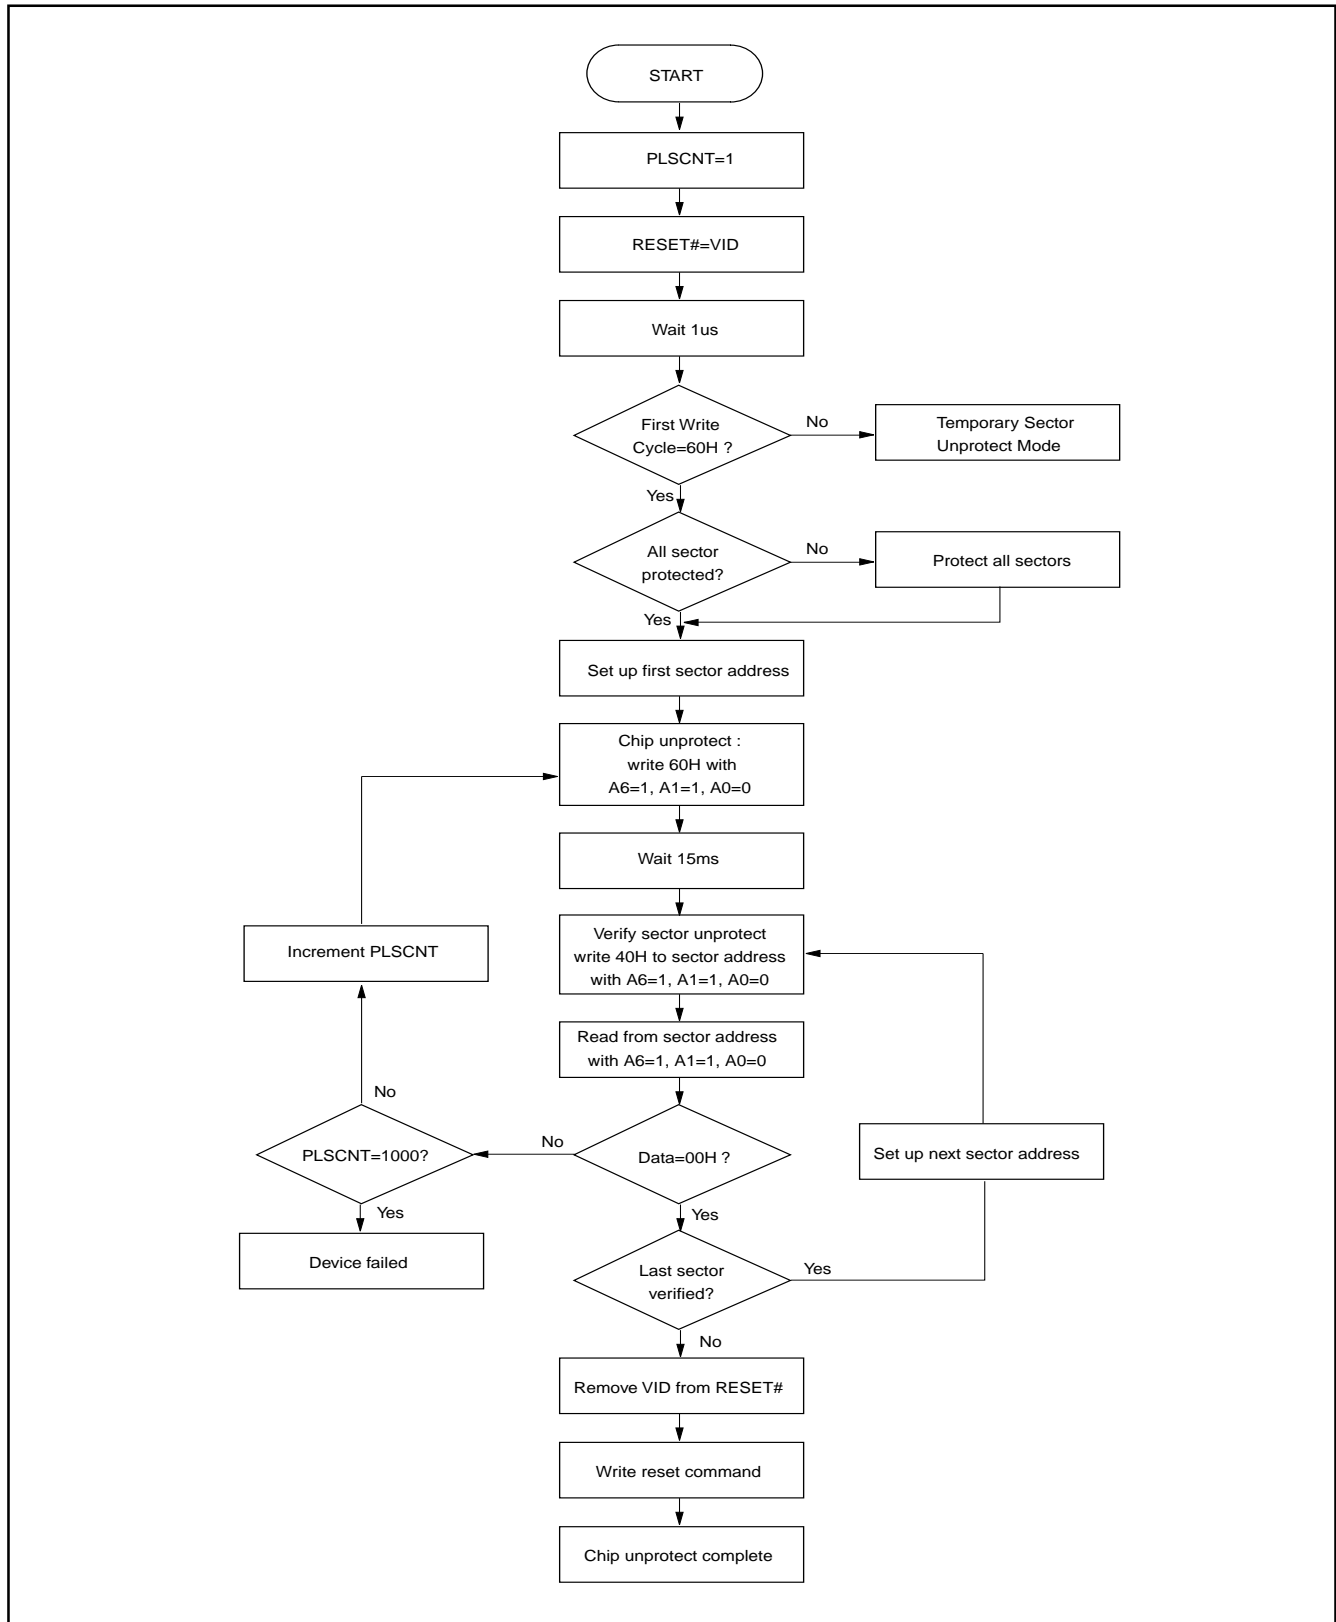 START
PLSCNT=1
RESET#=VID
Wait 1us
First Write
Cycle=60H ?
No
Temporary Sector
Unprotect Mode
Yes
All sector
protected?
No
Protect all sectors
Yes
Set up first sector address
Chip unprotect :
write 60H with
A6=1, A1=1, A0=0
Wait 15ms
Increment PLSCNT
Verify sector unprotect
write 40H to sector address
with A6=1, A1=1, A0=0
Read from sector address
with A6=1, A1=1, A0=0
No
PLSCNT=1000?
No
Data=00H ?
Set up next sector address
Yes
Yes
Device failed
Last sector
verified?
Yes
No
Remove VID from RESET#
Write reset command
Chip unprotect complete